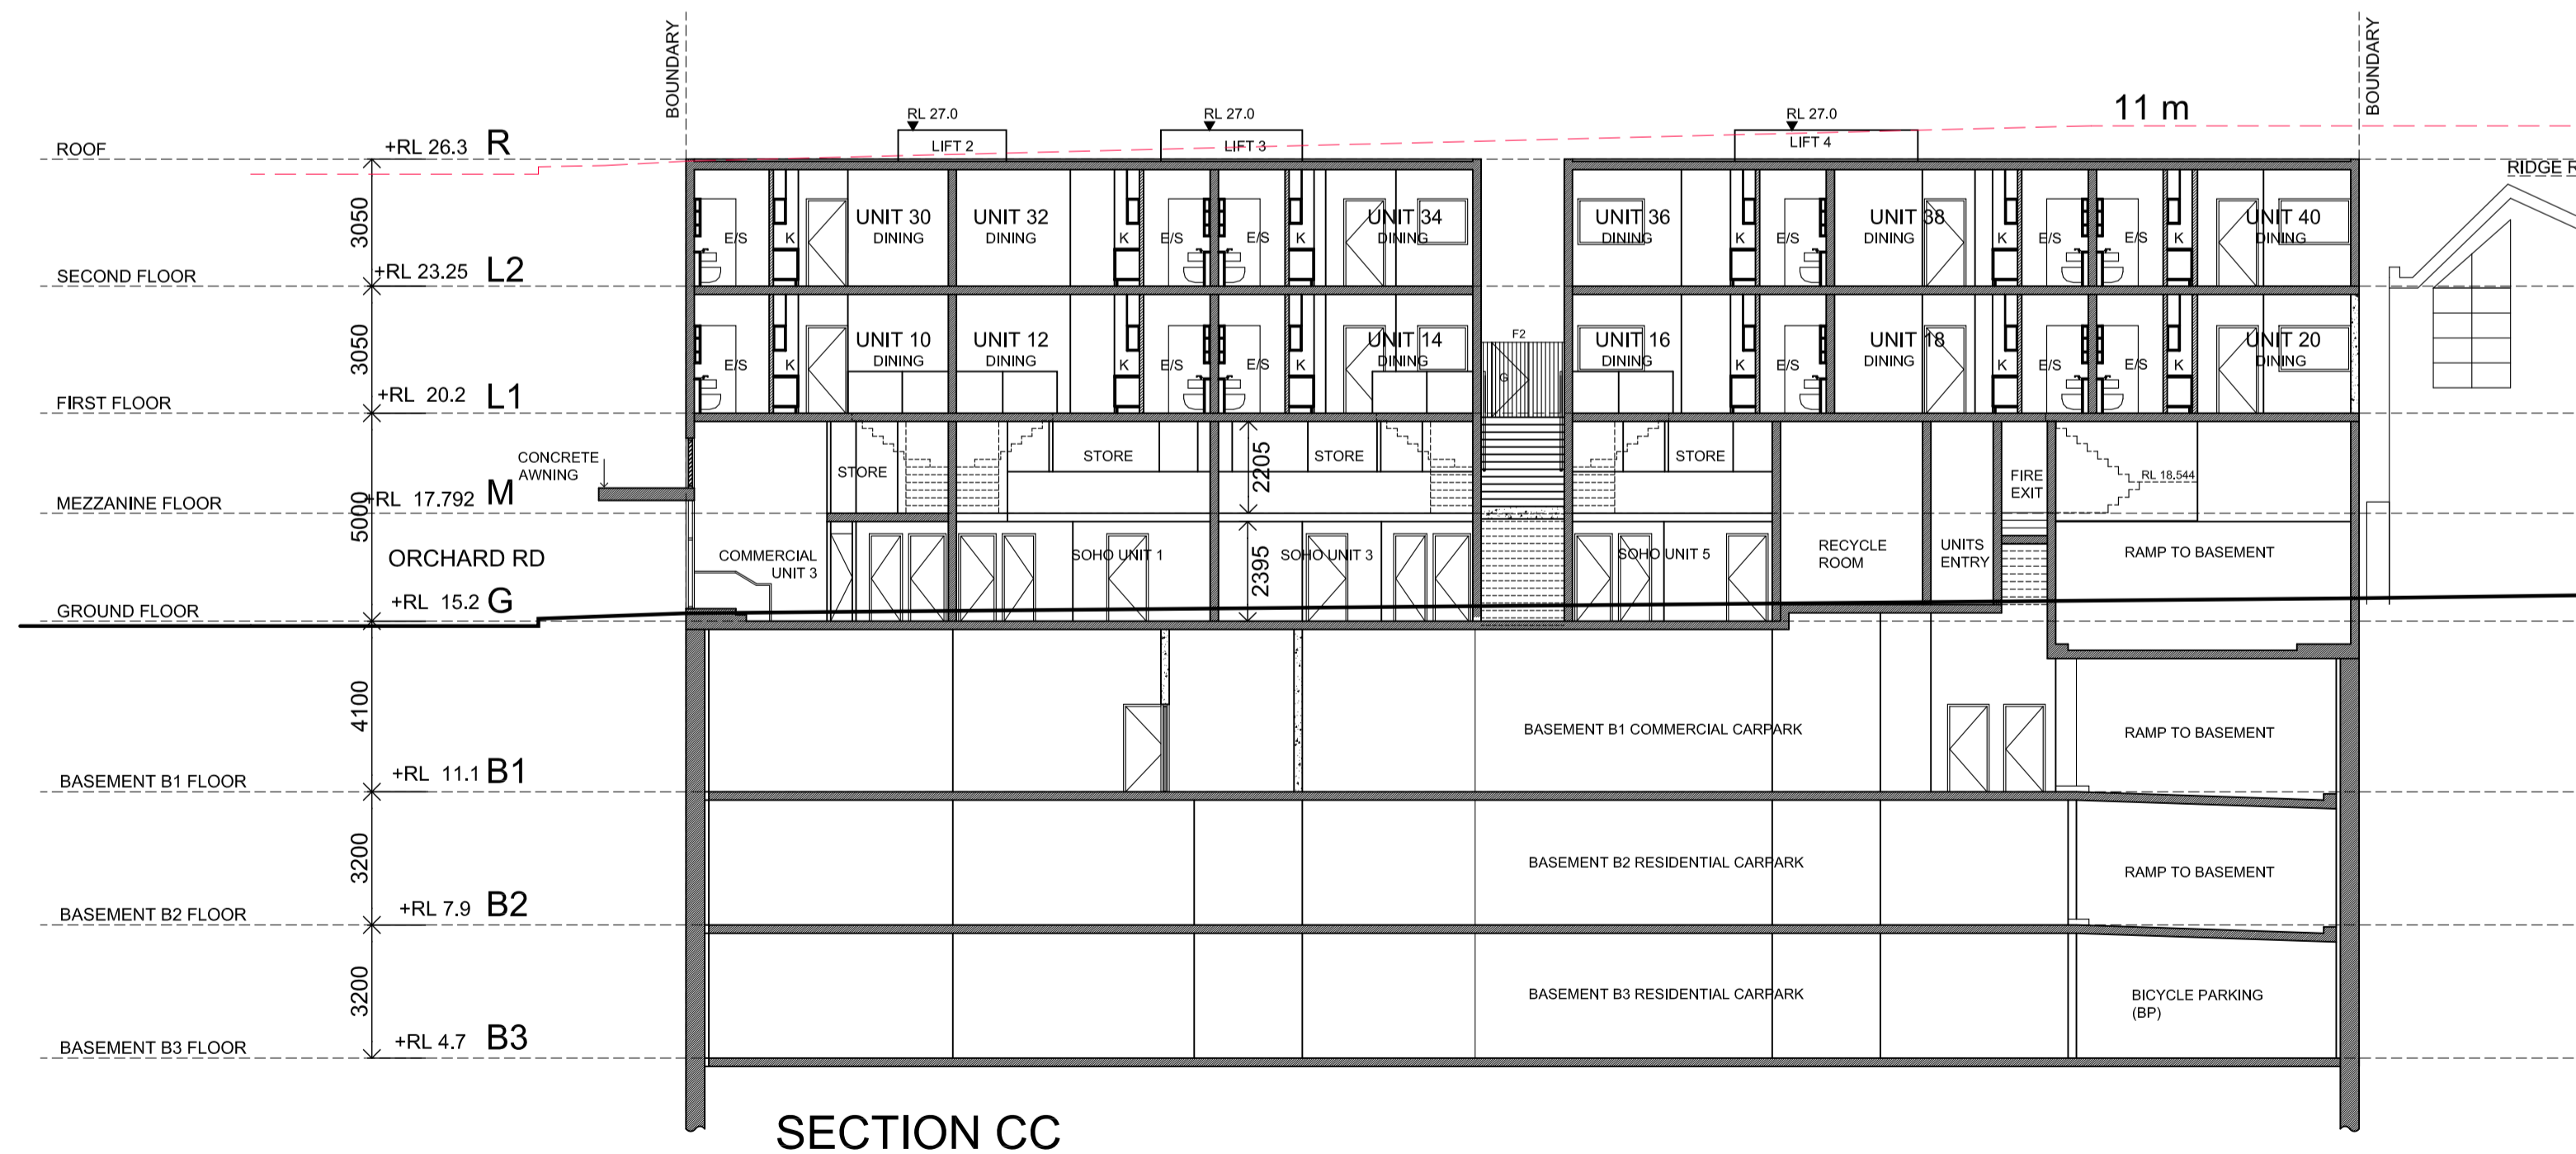 BOUNDARY
BOUNDARY
11 m
RL 27.0
RL 27.0
RL 27.0
LIFT 2
LIFT 3
LIFT 4
ROOF
+RL 26.3 R
RIDGE R
3050
UNIT 30
DINING
UNIT 32
DINING
UNIT 34
DINING
UNIT 36
DINING
UNIT 38
DINING
UNIT 40
DINING
E/S
K
K
E/S
E/S
K
K
E/S
K
E/S
E/S
K
SECOND FLOOR
+RL 23.25 L2
3050
UNIT 10
DINING
UNIT 12
DINING
UNIT 14
DINING
F2
G
UNIT 16
DINING
UNIT 18
DINING
UNIT 20
DINING
E/S
K
K
E/S
E/S
K
K
E/S
K
E/S
E/S
K
FIRST FLOOR
+RL 20.2 L1
CONCRETE
AWNING
STORE
STORE
STORE
STORE
2205
FIRE
EXIT
RL 18.544
MEZZANINE FLOOR
+RL 17.792 M
5000
ORCHARD RD
COMMERCIAL
UNIT 3
SOHO UNIT 1
2395
SOHO UNIT 3
SOHO UNIT 5
RECYCLE
ROOM
UNITS
ENTRY
RAMP TO BASEMENT
GROUND FLOOR
+RL 15.2 G
4100
BASEMENT B1 COMMERCIAL CARPARK
RAMP TO BASEMENT
BASEMENT B1 FLOOR
+RL 11.1 B1
3200
BASEMENT B2 RESIDENTIAL CARPARK
RAMP TO BASEMENT
BASEMENT B2 FLOOR
+RL 7.9 B2
3200
BASEMENT B3 RESIDENTIAL CARPARK
BICYCLE PARKING
(BP)
BASEMENT B3 FLOOR
+RL 4.7 B3
SECTION CC